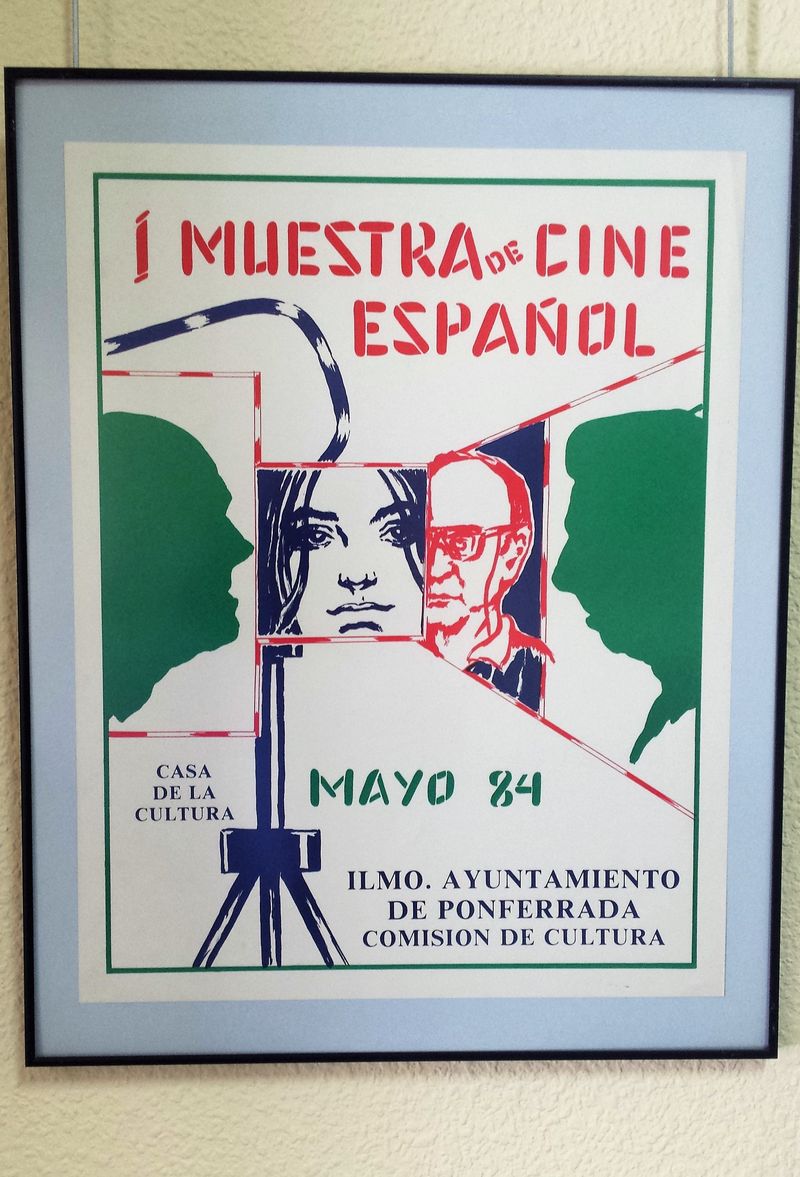 I MUESTRA DE CINE
ESPAÑOL
CASA
DE LA
CULTURA
MAYO 84
ILMO. AYUNTAMIENTO
DE PONFERRADA
COMISION DE CULTURA